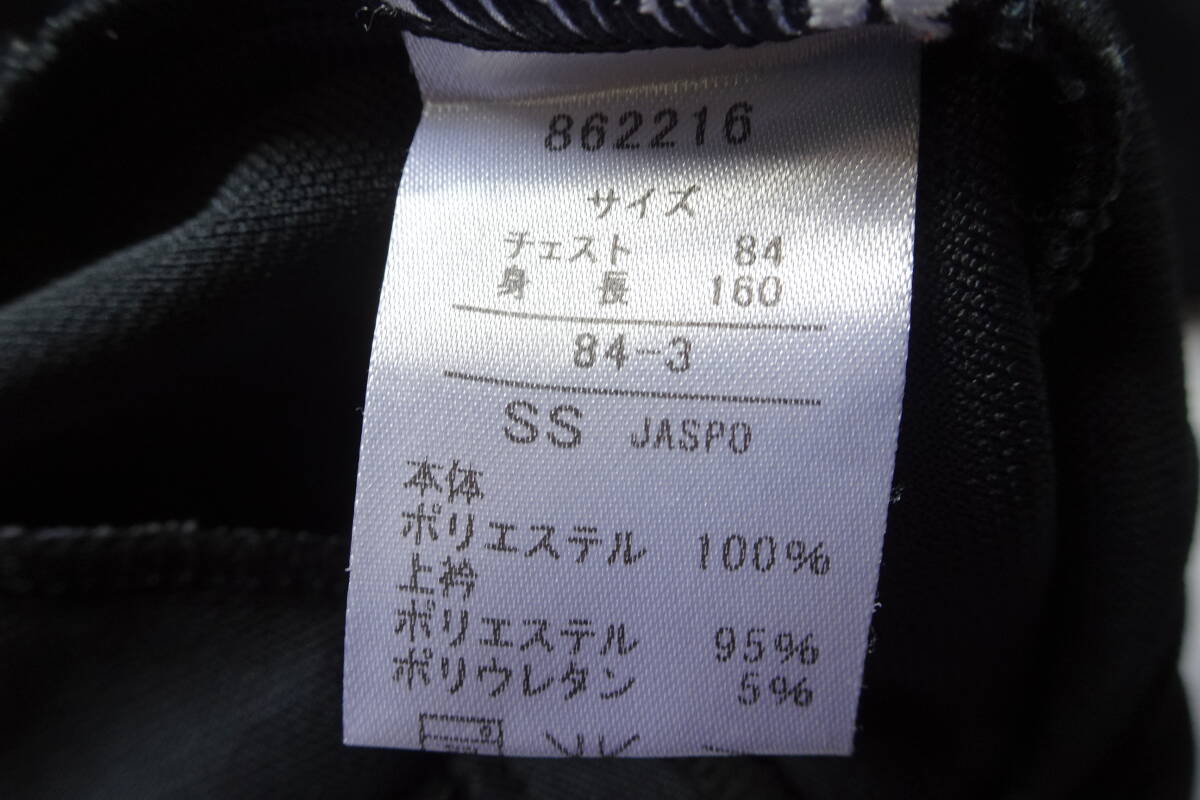 862216
サイズ
チェスト 84
身長 160
84-3
SS JASPO
本体
ポリエステル 100%
上衿
ポリエステル 95%
ポリウレタン 5%